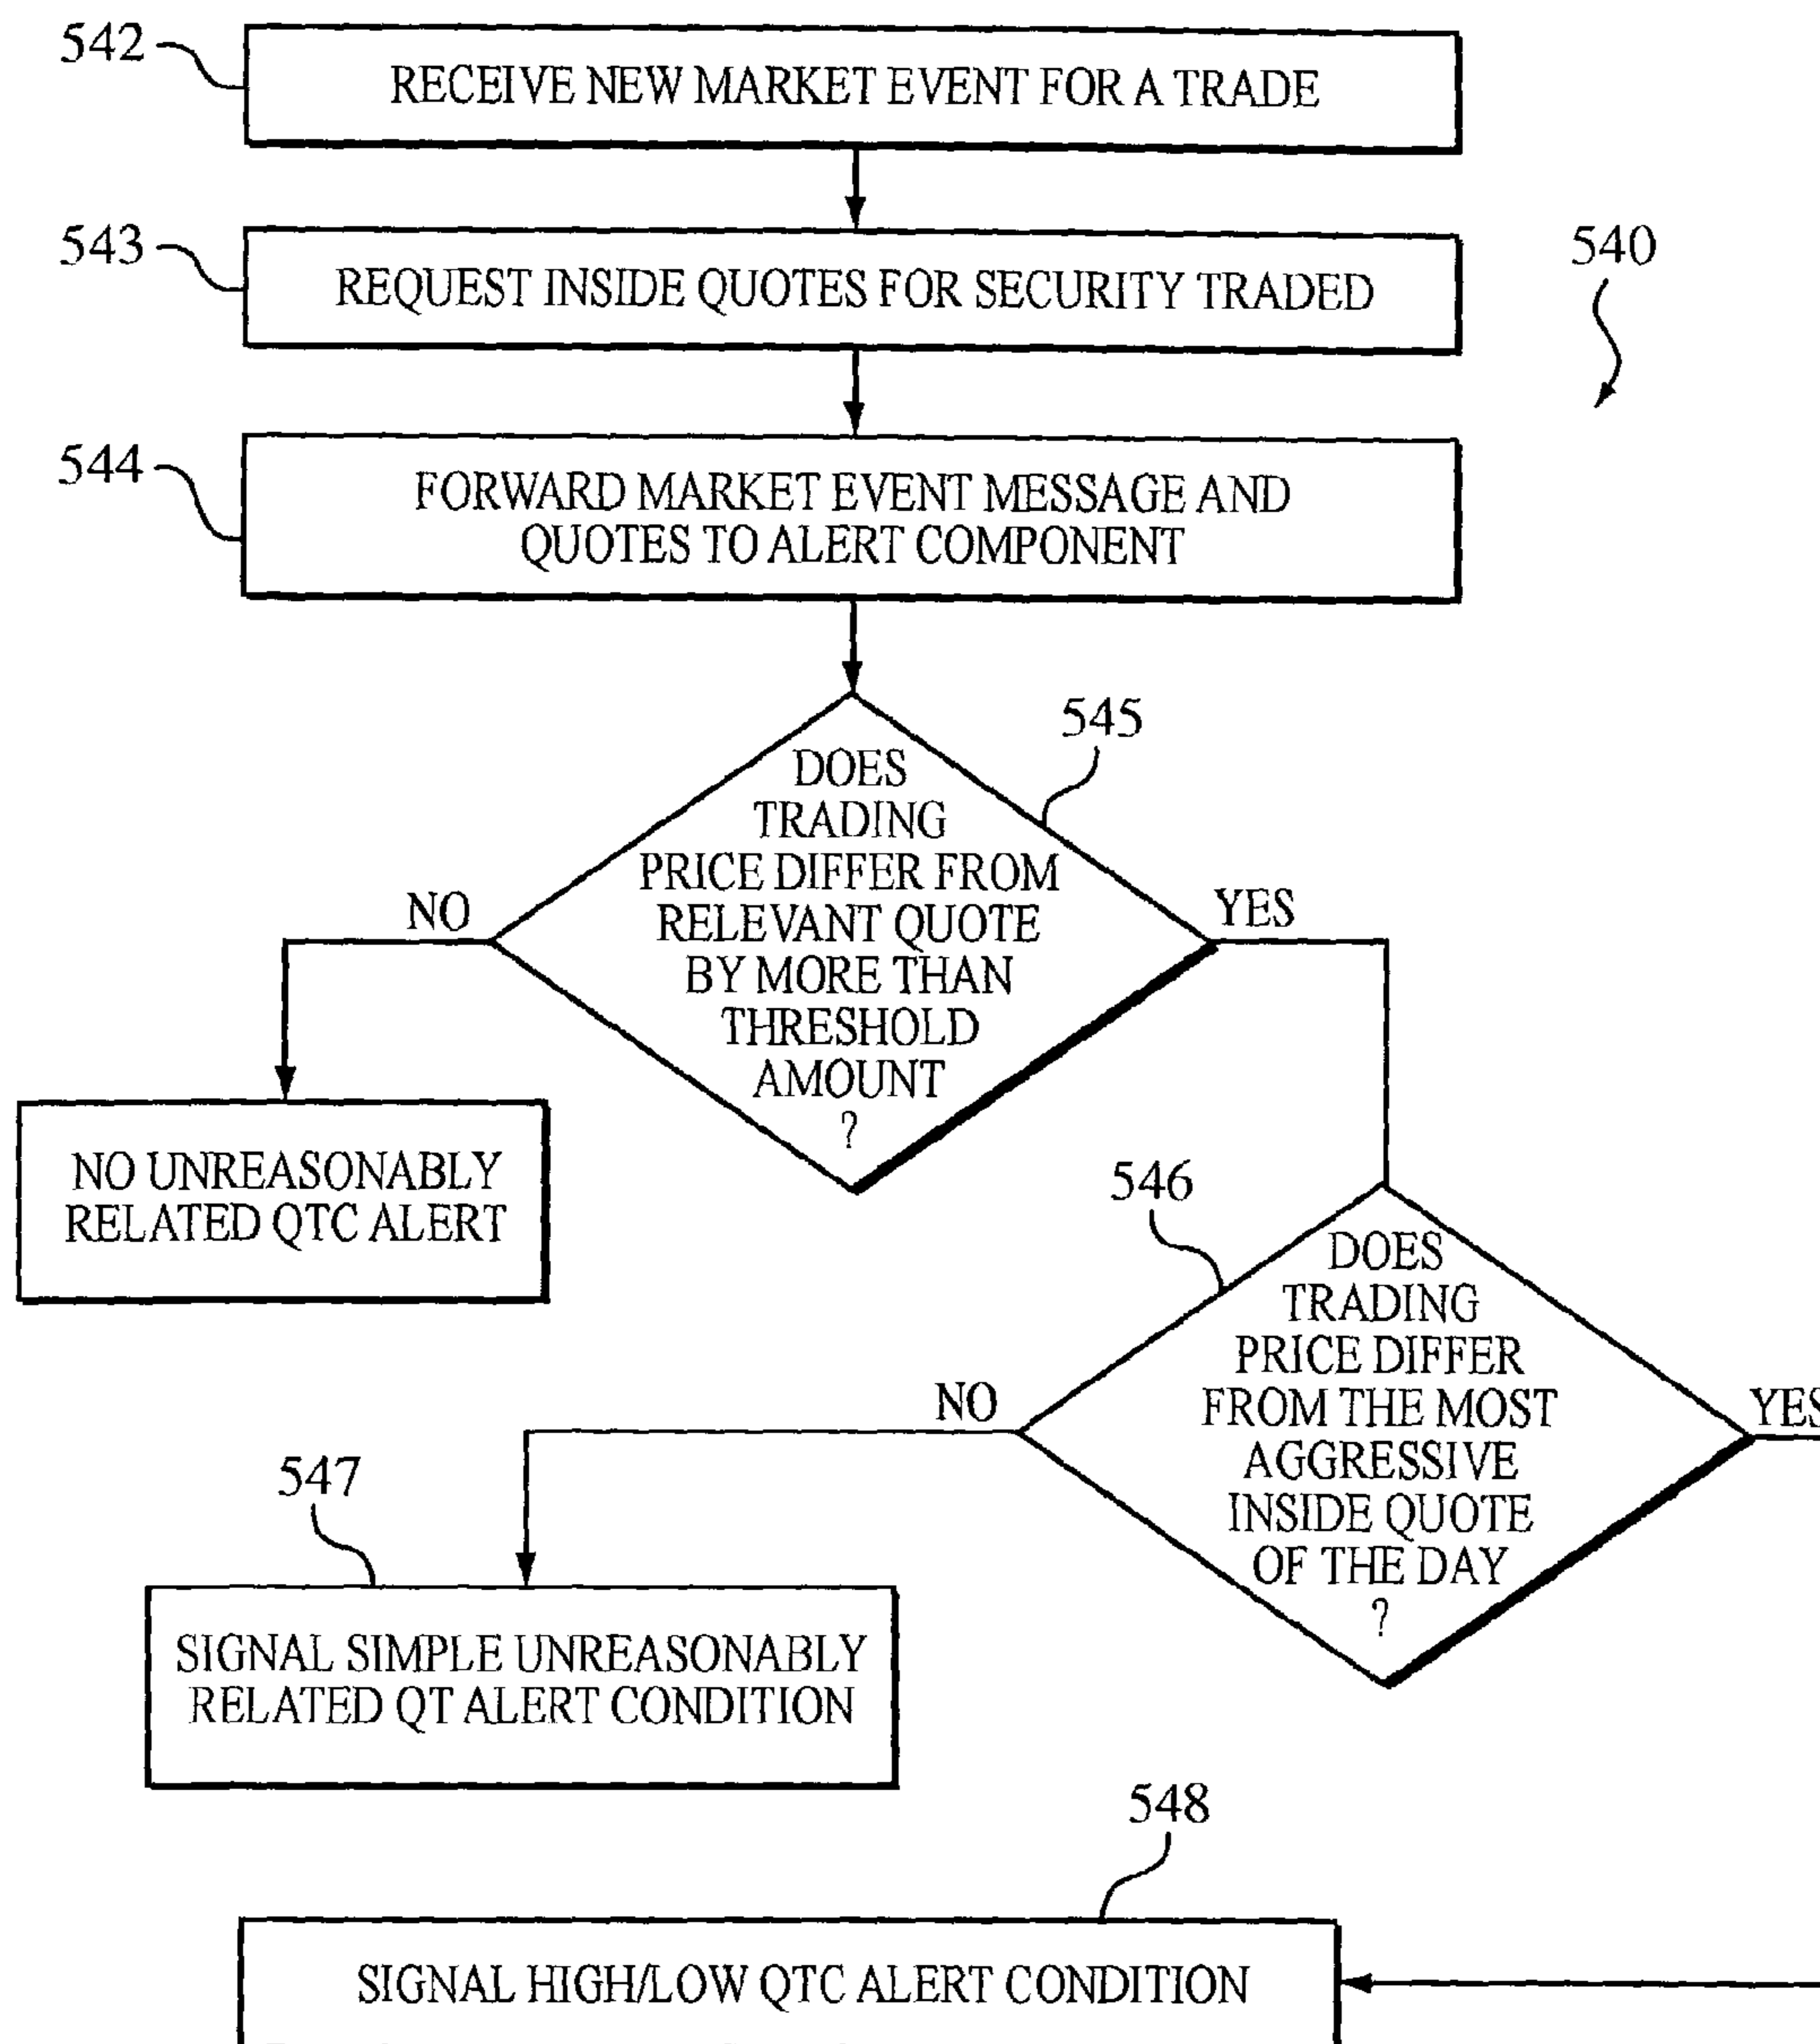 542
RECEIVE NEW MARKET EVENT FOR A TRADE
543
REQUEST INSIDE QUOTES FOR SECURITY TRADED
540
544
FORWARD MARKET EVENT MESSAGE AND
QUOTES TO ALERT COMPONENT
545
DOES
TRADING
PRICE DIFFER FROM
RELEVANT QUOTE
BY MORE THAN
THRESHOLD
AMOUNT
?
NO
YES
NO UNREASONABLY
RELATED QTC ALERT
546
DOES
TRADING
PRICE DIFFER
FROM THE MOST
AGGRESSIVE
INSIDE QUOTE
OF THE DAY
?
NO
YES
547
SIGNAL SIMPLE UNREASONABLY
RELATED QT ALERT CONDITION
548
SIGNAL HIGH/LOW QTC ALERT CONDITION